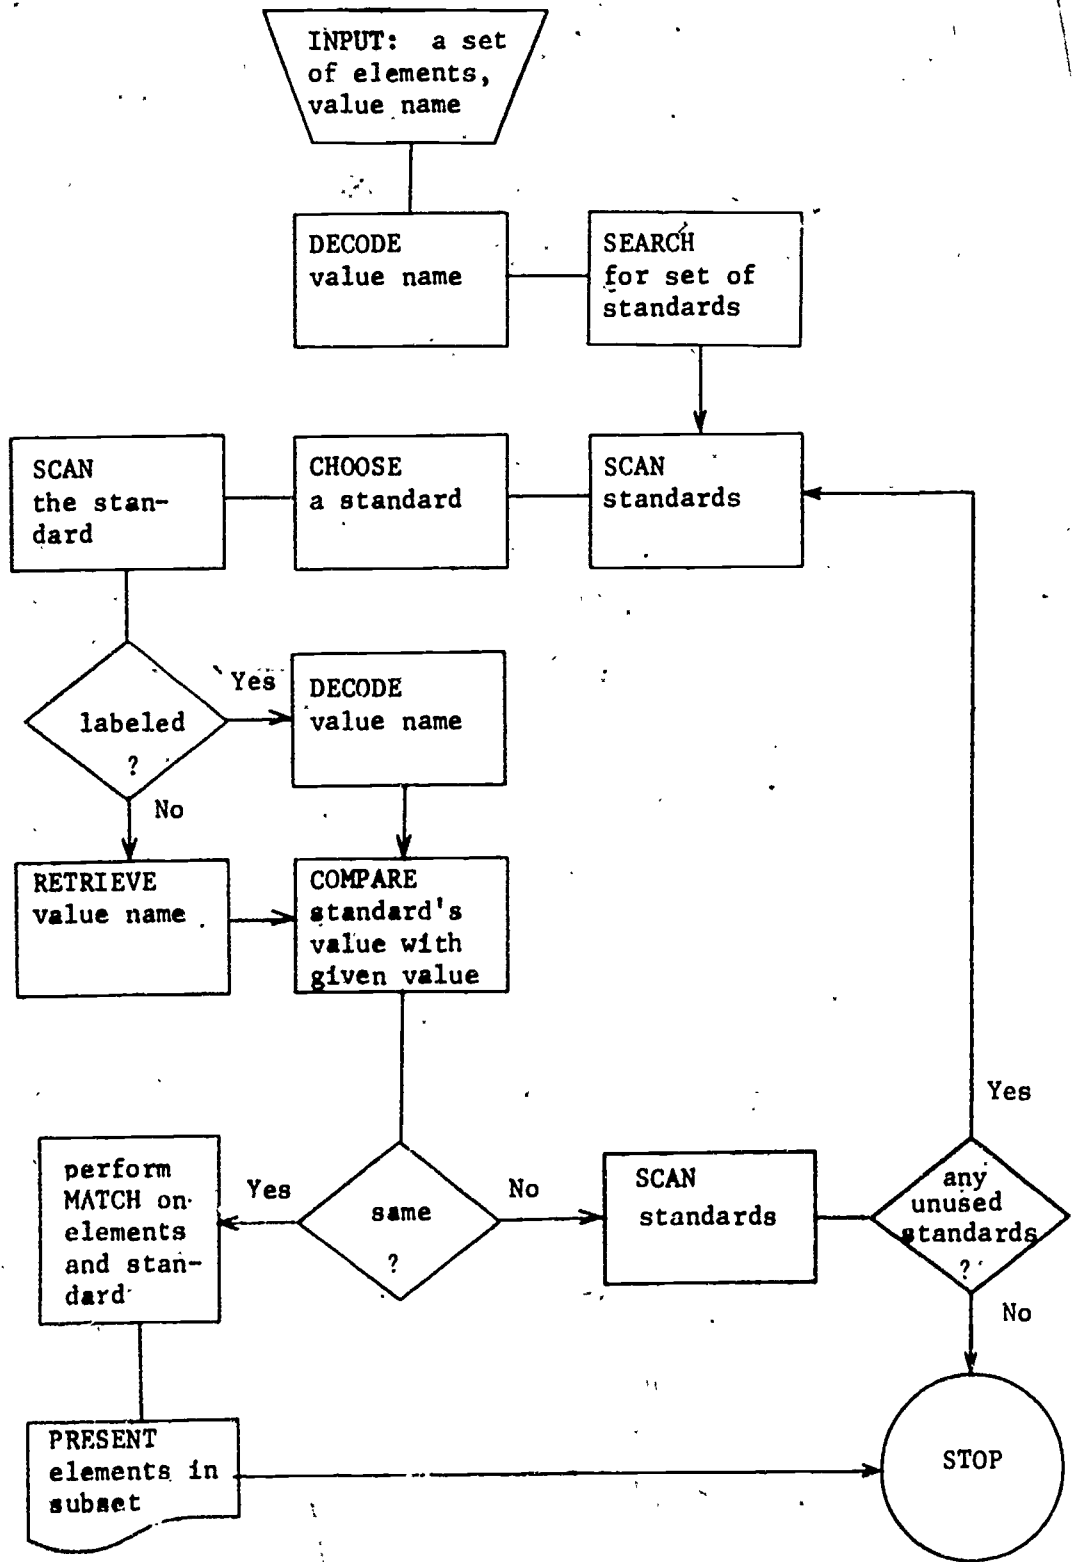 INPUT: a set
of elements,
value name
DECODE
value name
SEARCH
for set of
standards
SCAN
standards
CHOOSE
a standard
SCAN
the stan-
dard
labeled
?
Yes
No
DECODE
value name
RETRIEVE
value name
COMPARE
standard's
value with
given value
same
?
Yes
No
perform
MATCH on
elements
and stan-
dard
PRESENT
elements in
subset
SCAN
standards
any
unused
standards
?
Yes
No
STOP